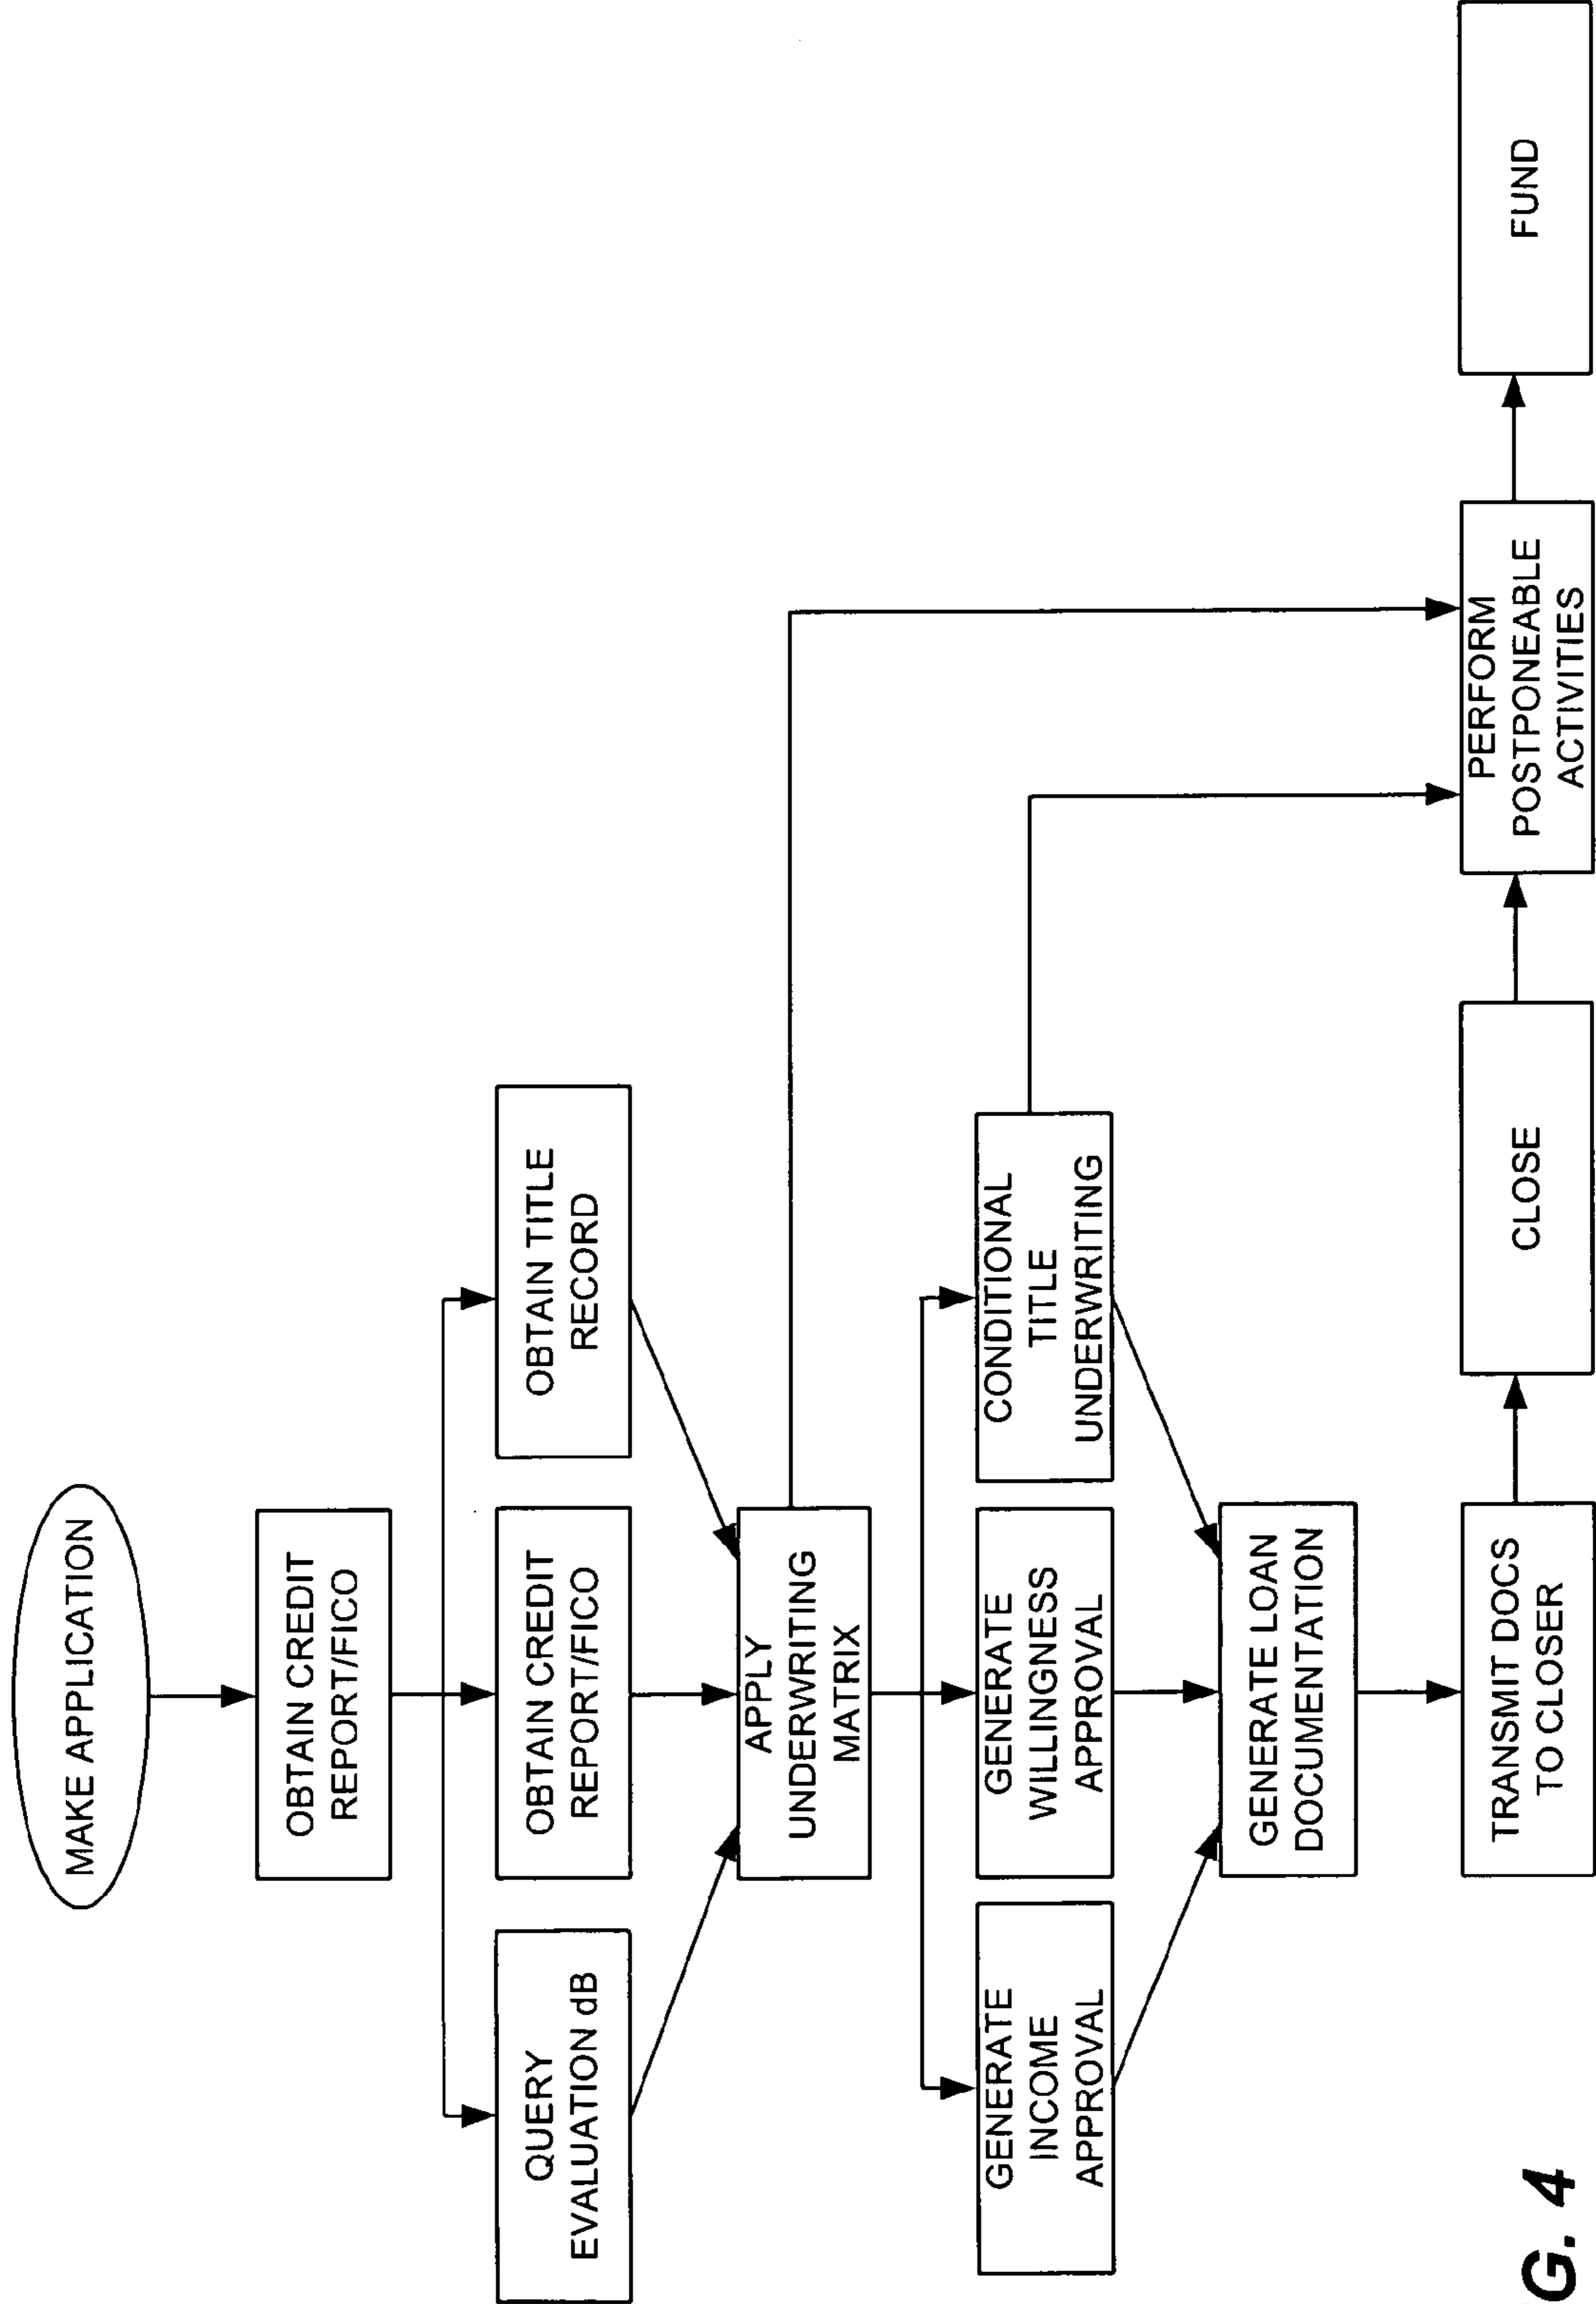 MAKE APPLICATION
OBTAIN CREDIT
REPORT/FICO
QUERY
EVALUATION dB
OBTAIN CREDIT
REPORT/FICO
OBTAIN TITLE
RECORD
APPLY
UNDERWRITING
MATRIX
GENERATE
INCOME
APPROVAL
GENERATE
WILLINGNESS
APPROVAL
CONDITIONAL
TITLE
UNDERWRITING
GENERATE LOAN
DOCUMENTATION
TRANSMIT DOCS
TO CLOSER
CLOSE
PERFORM
POSTPONEABLE
ACTIVITIES
FUND
G. 4